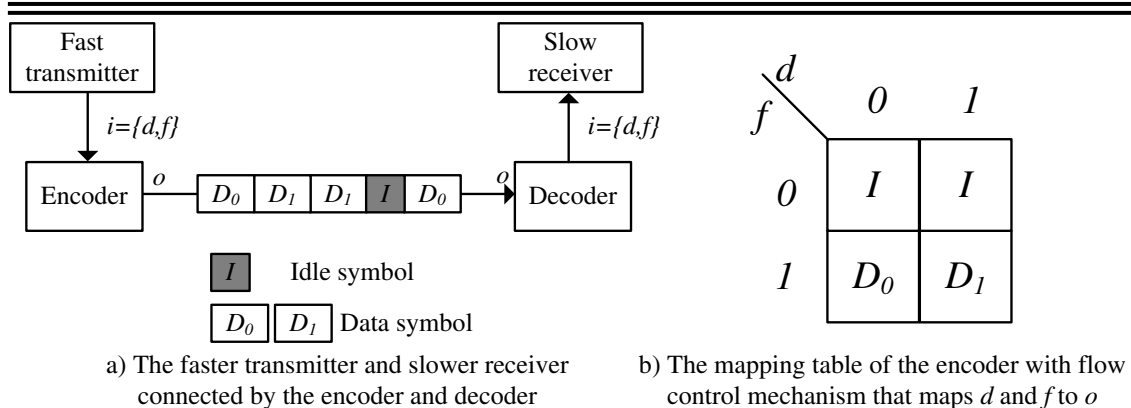 Fast
transmitter
Slow
receiver
i={d,f}
i={d,f}
Encoder
o
D₀ D₁ D₁ I D₀
o
Decoder
I Idle symbol
D₀ D₁ Data symbol
a) The faster transmitter and slower receiver
connected by the encoder and decoder
d
f
0 1
0 I I
1 D₀ D₁
b) The mapping table of the encoder with flow
control mechanism that maps d and f to o